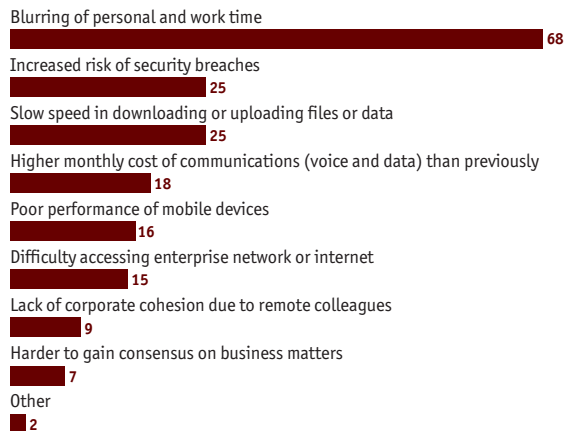 Blurring of personal and work time
68
Increased risk of security breaches
25
Slow speed in downloading or uploading files or data
25
Higher monthly cost of communications (voice and data) than previously
18
Poor performance of mobile devices
16
Difficulty accessing enterprise network or internet
15
Lack of corporate cohesion due to remote colleagues
9
Harder to gain consensus on business matters
7
Other
2